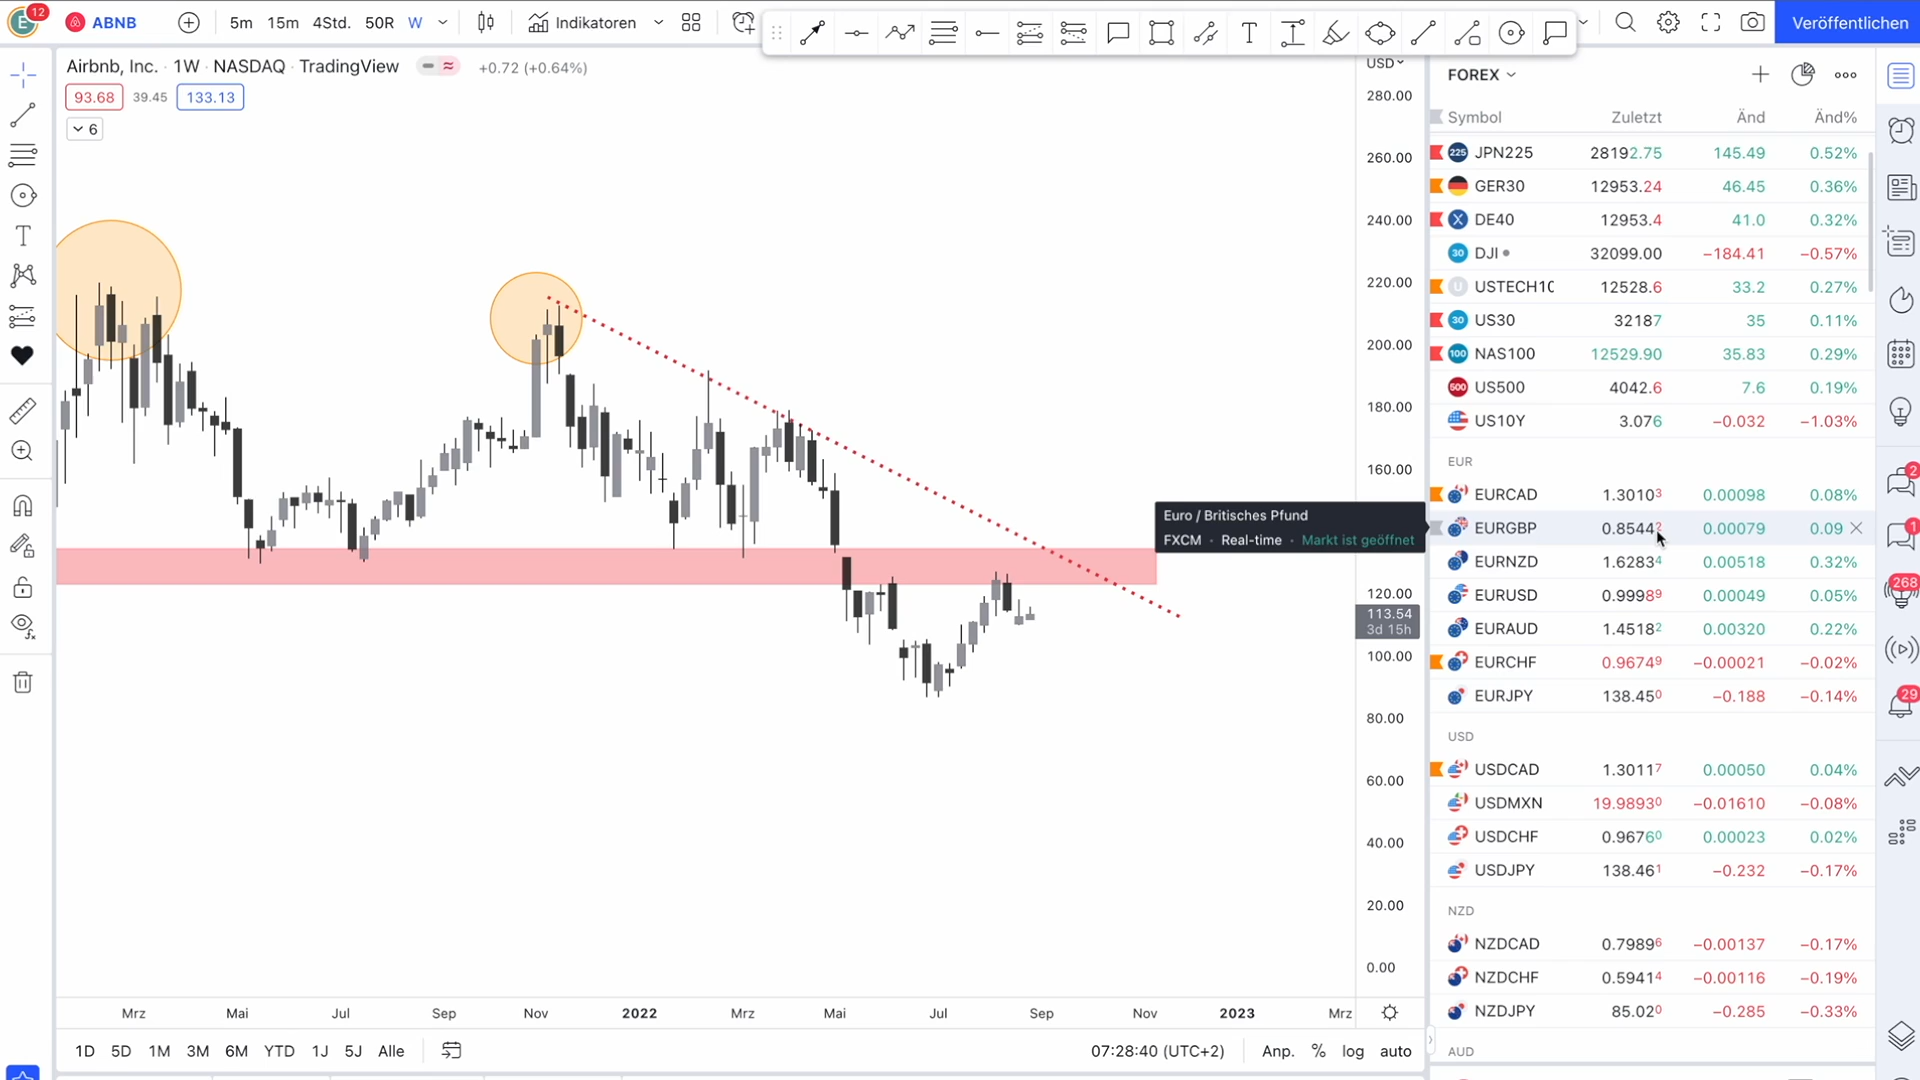 E 12 ABNB 5m 15m 4Std. 50R W Indikatoren T Veröffentlichen
Airbnb, Inc. · 1W · NASDAQ · TradingView +0.72 (+0.64%)
93.68 39.45 133.13
6
USD
280.00
260.00
240.00
220.00
200.00
180.00
160.00
120.00
113.54
3d 15h
100.00
80.00
60.00
40.00
20.00
0.00
Mrz Mai Jul Sep Nov 2022 Mrz Mai Jul Sep Nov 2023 Mrz
1D 5D 1M 3M 6M YTD 1J 5J Alle 07:28:40 (UTC+2) Anp. % log auto
Euro / Britisches Pfund
FXCM · Real-time · Markt ist geöffnet
FOREX
Symbol Zuletzt Änd Änd%
225 JPN225 28192.75 145.49 0.52%
GER30 12953.24 46.45 0.36%
X DE40 12953.4 41.0 0.32%
30 DJI 32099.00 −184.41 −0.57%
U USTECH10 12528.6 33.2 0.27%
30 US30 32187 35 0.11%
100 NAS100 12529.90 35.83 0.29%
500 US500 4042.6 7.6 0.19%
US10Y 3.076 −0.032 −1.03%
EUR
EURCAD 1.30103 0.00098 0.08%
EURGBP 0.85442 0.00079 0.09
EURNZD 1.62834 0.00518 0.32%
EURUSD 0.99989 0.00049 0.05%
EURAUD 1.45182 0.00320 0.22%
EURCHF 0.96749 −0.00021 −0.02%
EURJPY 138.450 −0.188 −0.14%
USD
USDCAD 1.30117 0.00050 0.04%
USDMXN 19.98930 −0.01610 −0.08%
USDCHF 0.96760 0.00023 0.02%
USDJPY 138.461 −0.232 −0.17%
NZD
NZDCAD 0.79896 −0.00137 −0.17%
NZDCHF 0.59414 −0.00116 −0.19%
NZDJPY 85.020 −0.285 −0.33%
AUD
2
1
268
29